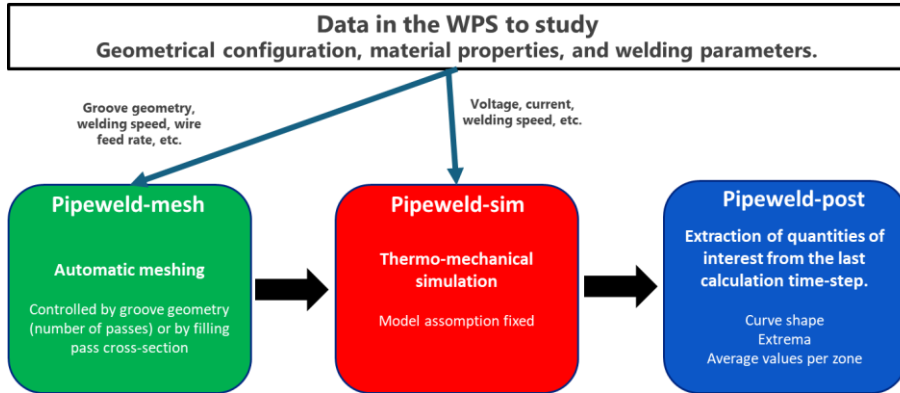 Data in the WPS to study
Geometrical configuration, material properties, and welding parameters.
Groove geometry,
welding speed, wire
feed rate, etc.
Voltage, current,
welding speed, etc.
Pipeweld-mesh
Automatic meshing
Controlled by groove geometry
(number of passes) or by filling
pass cross-section
Pipeweld-sim
Thermo-mechanical
simulation
Model assomption fixed
Pipeweld-post
Extraction of quantities of
interest from the last
calculation time-step.
Curve shape
Extrema
Average values per zone